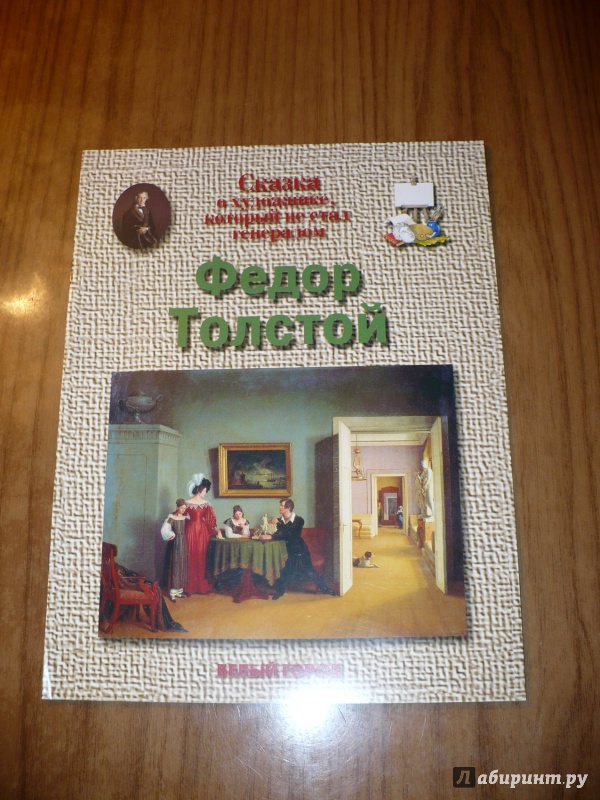 Сказка
о художнике,
который не стал
генералом
Федор
Толстой
БЕЛЫЙ ГОРОД
Лабиринт.ру